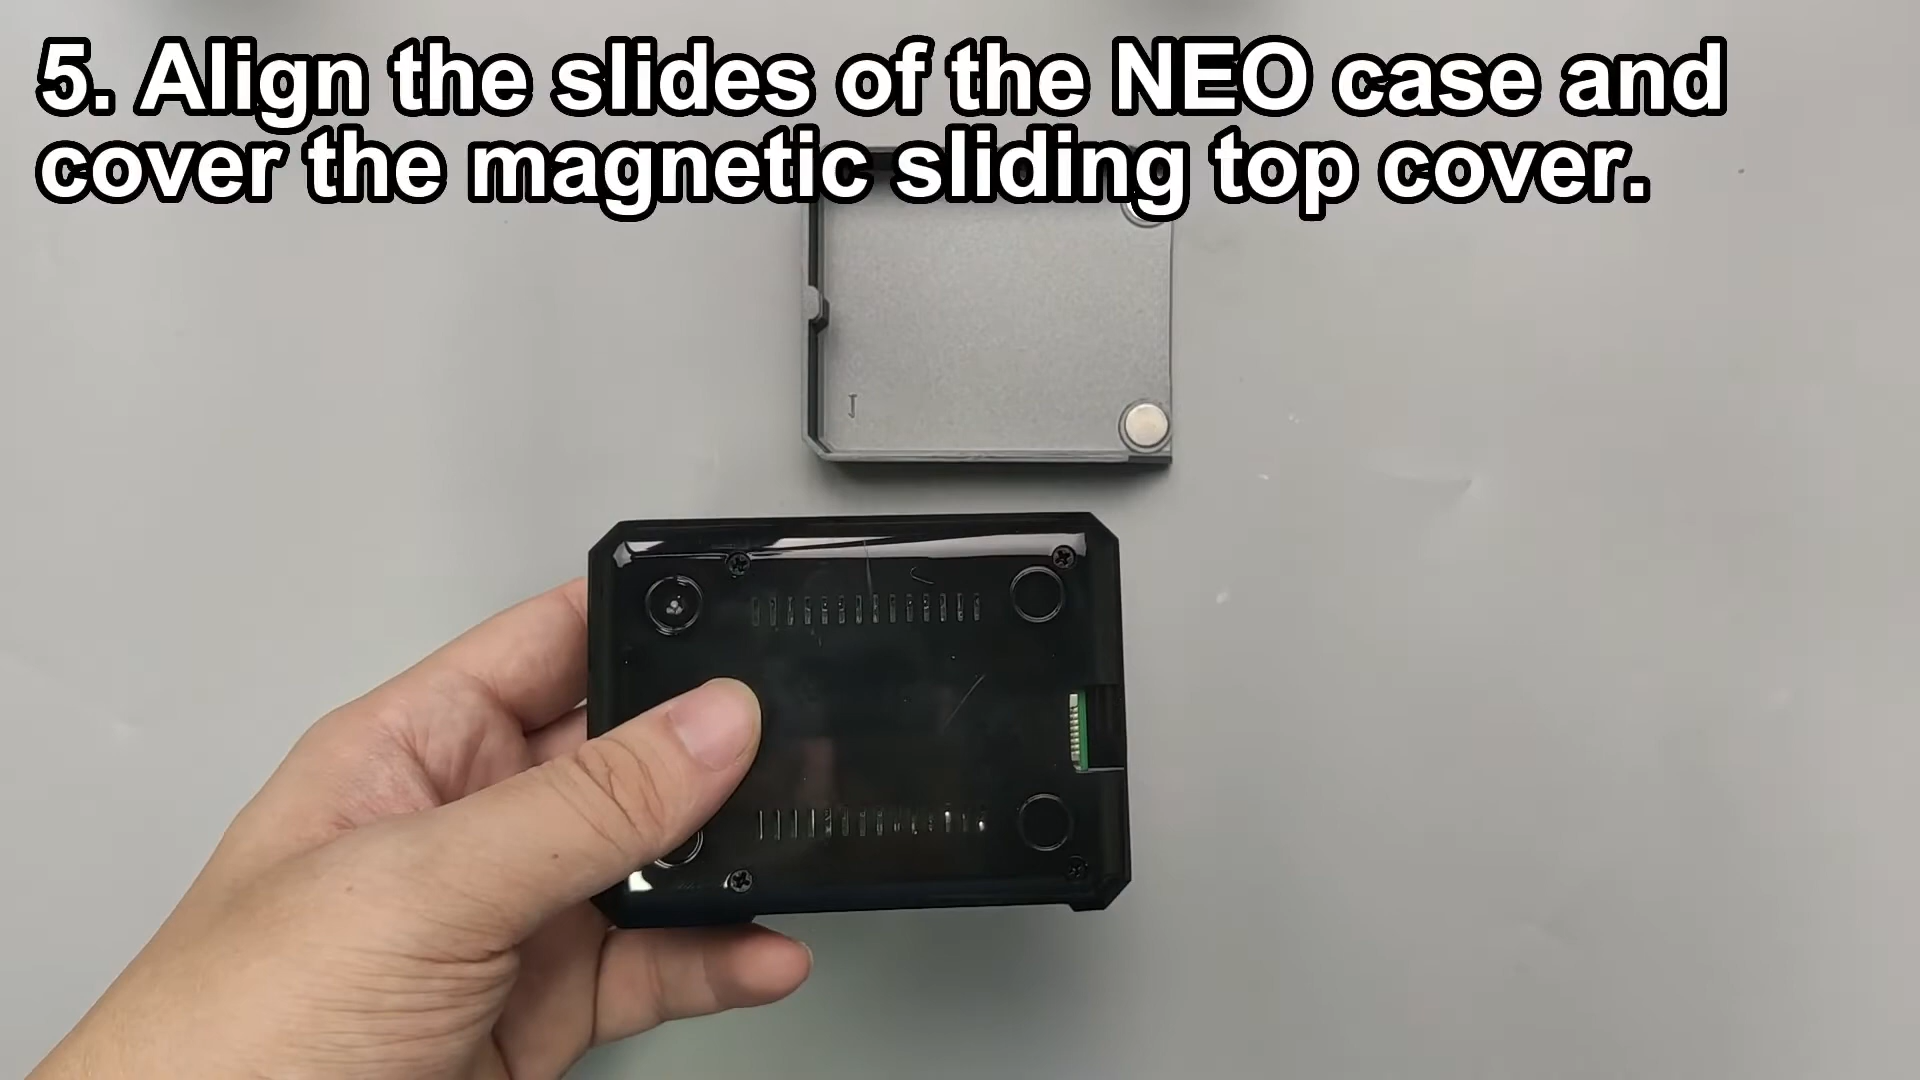 5. Align the slides of the NEO case and
cover the magnetic sliding top cover.